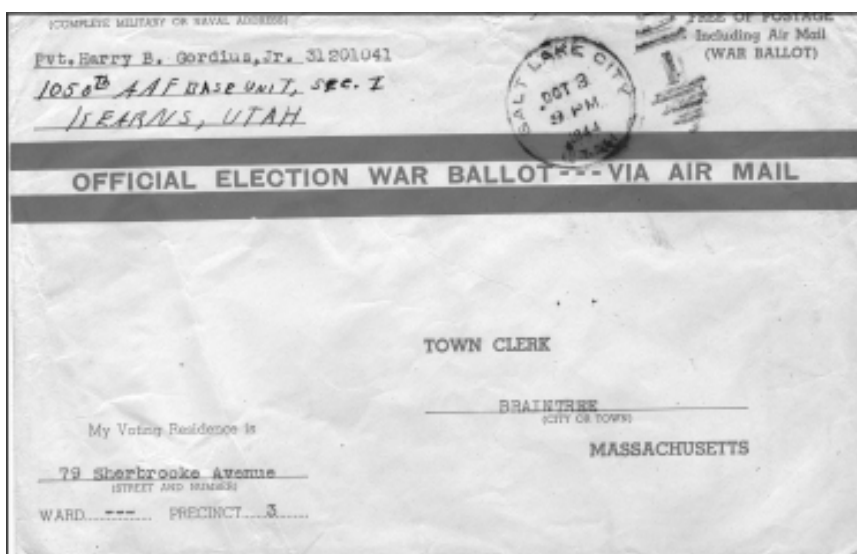 (COMPLETE MILITARY OR NAVAL ADDRESS)
Pvt. Harry B. Gordius, Jr. 31201041
1050th AAF BASE UNIT, SEC. I
KEARNS, UTAH
FREE OF POSTAGE
Including Air Mail
(WAR BALLOT)
SALT LAKE CITY
OCT 3
9 PM
1944
OFFICIAL ELECTION WAR BALLOT --- VIA AIR MAIL
TOWN CLERK
BRAINTREE
(CITY OR TOWN)
MASSACHUSETTS
My Voting Residence is
79 Sherbrooke Avenue
(STREET AND NUMBER)
WARD --- PRECINCT 3